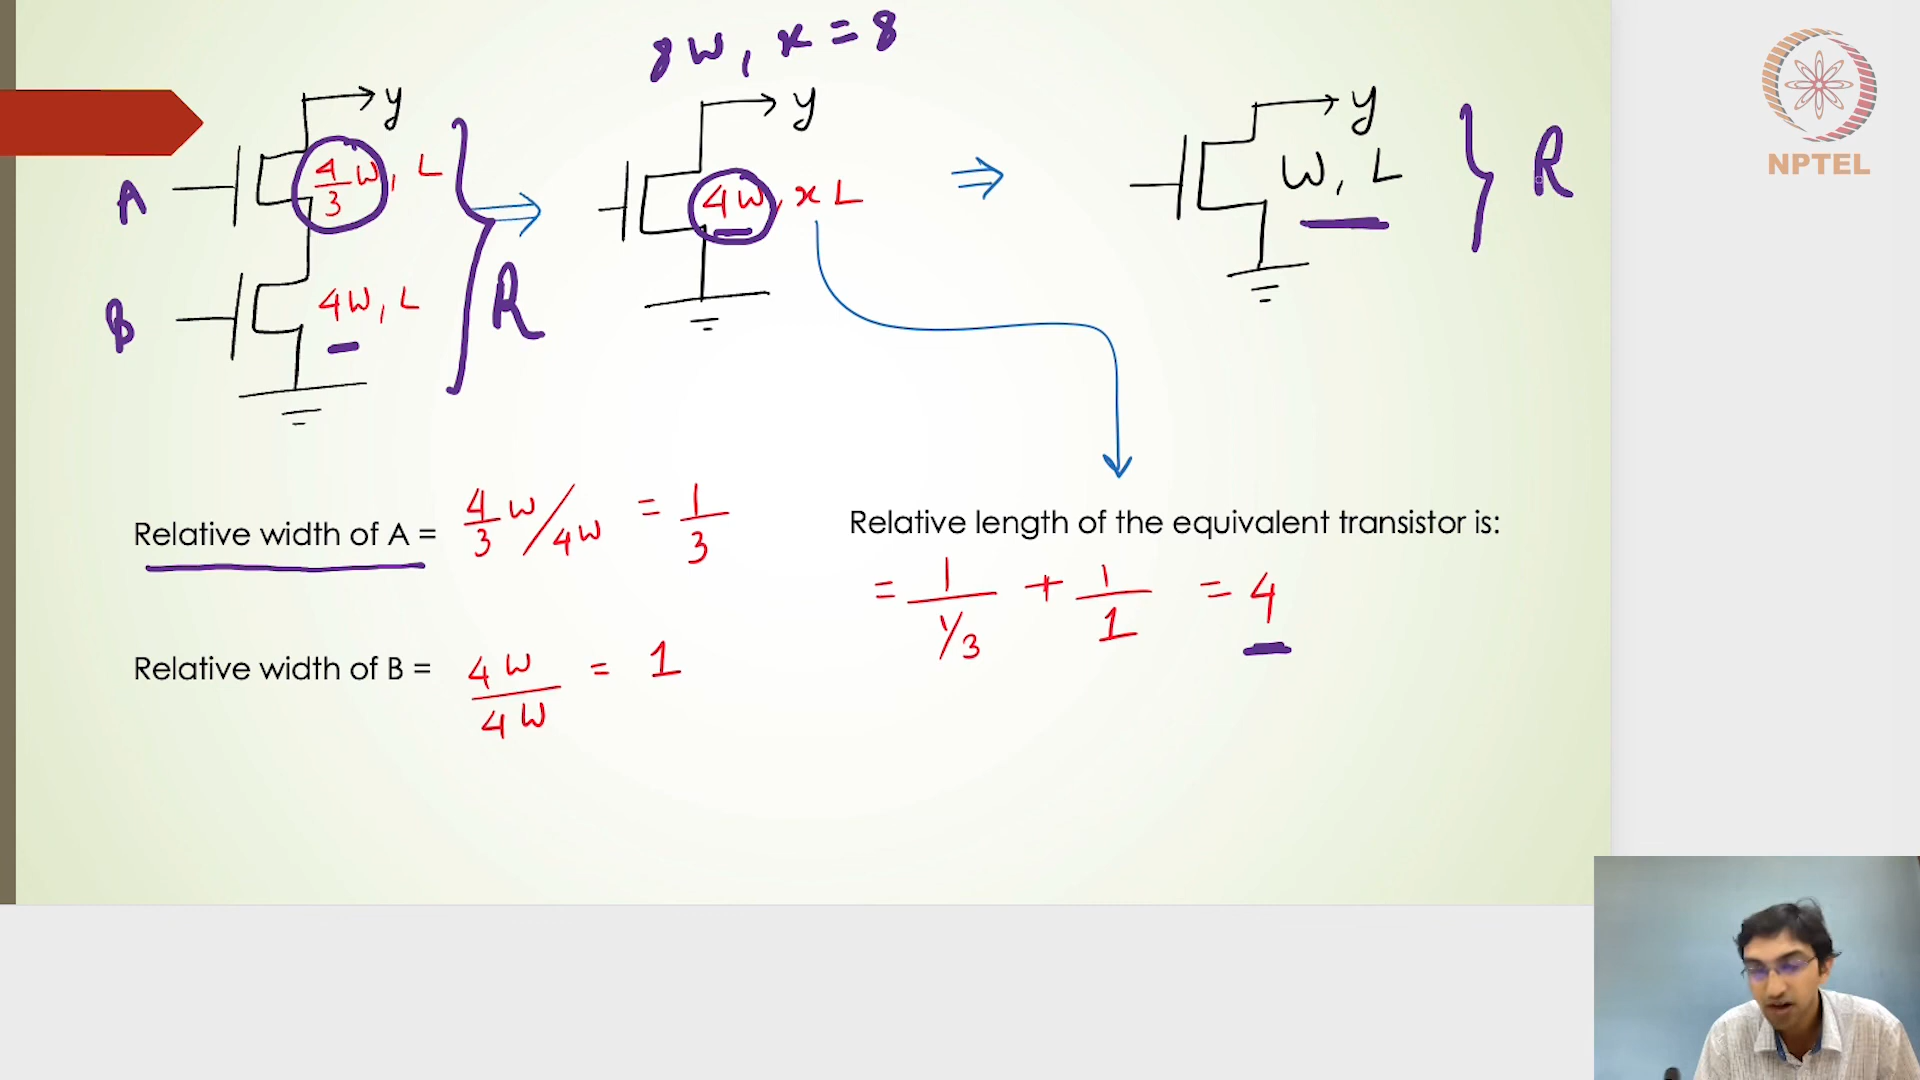 8W, x = 8
y
y
y
A
4/3 W, L
4W, xL
W, L
R
B
4W, L
R
Relative width of A = 4/3 W / 4W = 1/3
Relative length of the equivalent transistor is:
= 1 / 1/3 + 1/1 = 4
Relative width of B = 4W/4W = 1
NPTEL